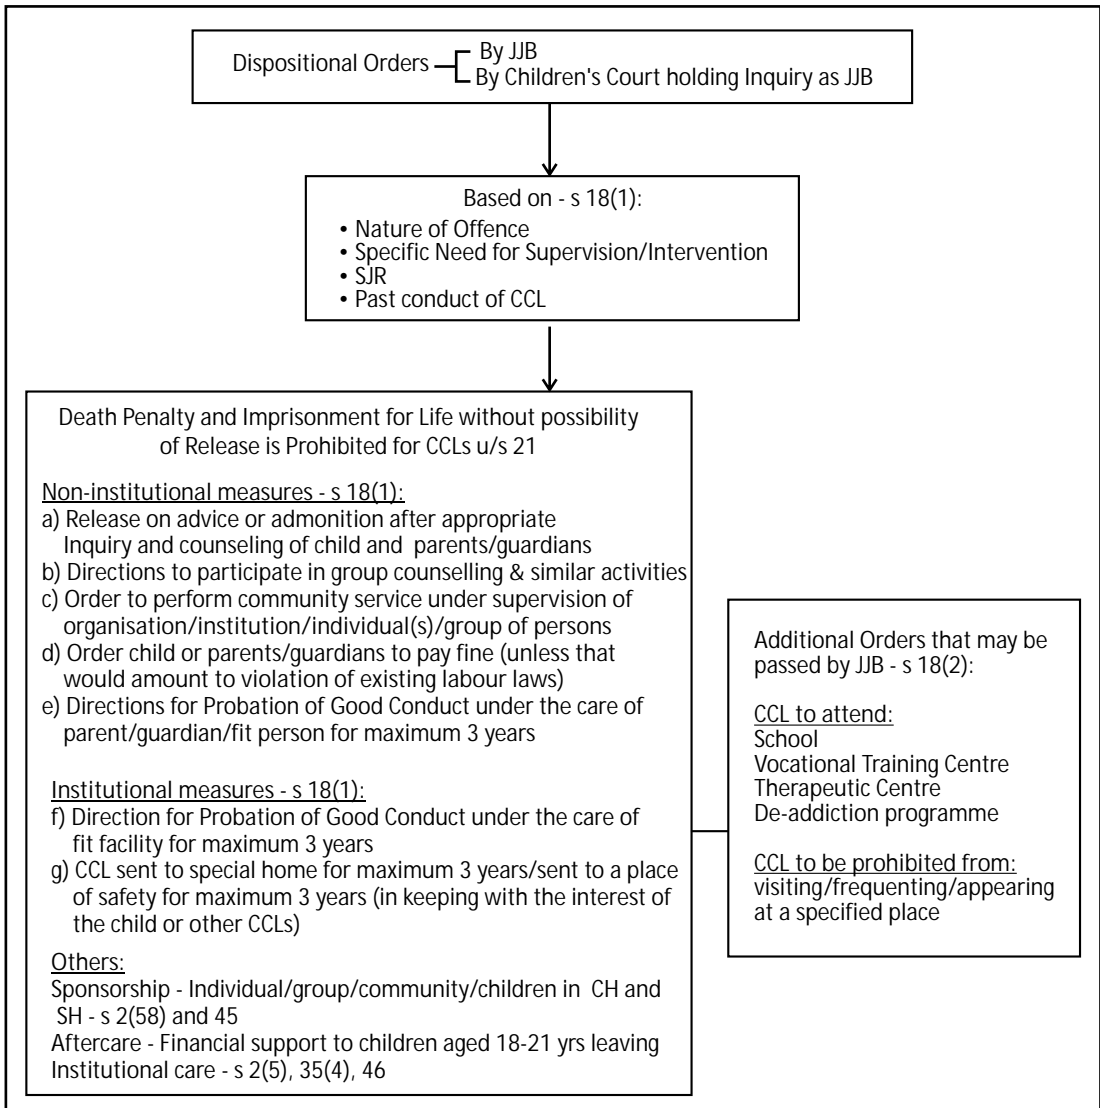 Dispositional Orders
By JJB
By Children's Court holding Inquiry as JJB
Based on - s 18(1):
• Nature of Offence
• Specific Need for Supervision/Intervention
• SJR
• Past conduct of CCL
Death Penalty and Imprisonment for Life without possibility
of Release is Prohibited for CCLs u/s 21
Non-institutional measures - s 18(1):
a) Release on advice or admonition after appropriate
Inquiry and counseling of child and parents/guardians
b) Directions to participate in group counselling & similar activities
c) Order to perform community service under supervision of
organisation/institution/individual(s)/group of persons
d) Order child or parents/guardians to pay fine (unless that
would amount to violation of existing labour laws)
e) Directions for Probation of Good Conduct under the care of
parent/guardian/fit person for maximum 3 years
Institutional measures - s 18(1):
f) Direction for Probation of Good Conduct under the care of
fit facility for maximum 3 years
g) CCL sent to special home for maximum 3 years/sent to a place
of safety for maximum 3 years (in keeping with the interest of
the child or other CCLs)
Others:
Sponsorship - Individual/group/community/children in CH and
SH - s 2(58) and 45
Aftercare - Financial support to children aged 18-21 yrs leaving
Institutional care - s 2(5), 35(4), 46
Additional Orders that may be
passed by JJB - s 18(2):
CCL to attend:
School
Vocational Training Centre
Therapeutic Centre
De-addiction programme
CCL to be prohibited from:
visiting/frequenting/appearing
at a specified place